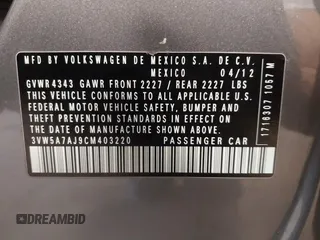 MFD BY VOLKSWAGEN DE MEXICO S.A. DE C.V.
MEXICO 04/12
GVWR 4343 GAWR FRONT 2227 / REAR 2227 LBS
THIS VEHICLE CONFORMS TO ALL APPLICABLE U.S.
FEDERAL MOTOR VEHICLE SAFETY, BUMPER AND
THEFT PREVENTION STANDARDS IN EFFECT ON THE
DATE OF MANUFACTURE SHOWN ABOVE.
3VW5A7AJ9CM403220 PASSENGER CAR
1716307 1057 M
DREAMBID